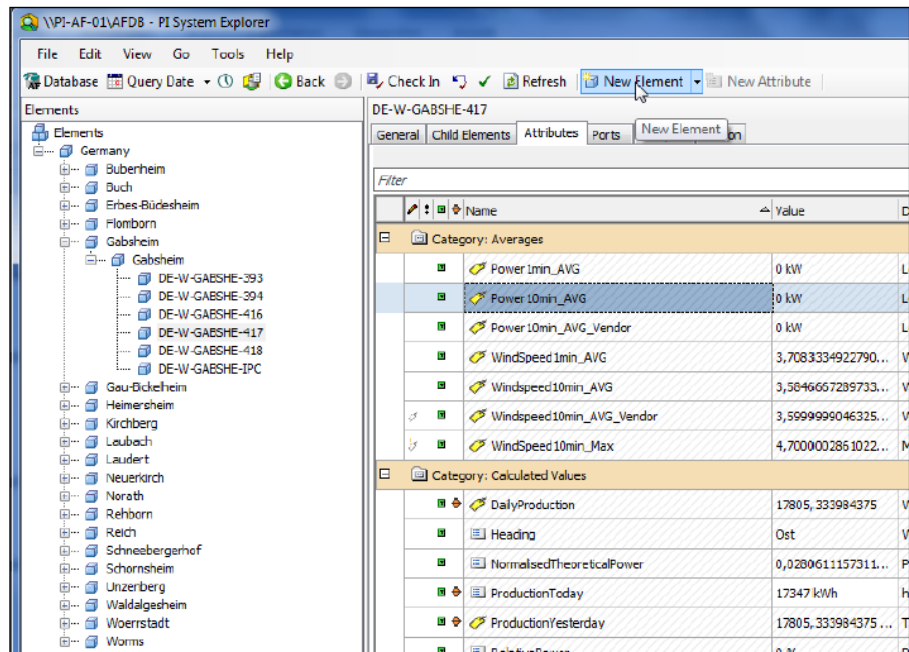 \\PI-AF-01\AFDB - PI System Explorer
File Edit View Go Tools Help
Database Query Date Back Check In Refresh New Element New Attribute
Elements
Elements
Germany
Bubenheim
Buch
Erbes-Büdesheim
Flomborn
Gabsheim
Gabsheim
DE-W-GABSHE-393
DE-W-GABSHE-394
DE-W-GABSHE-416
DE-W-GABSHE-417
DE-W-GABSHE-418
DE-W-GABSHE-IPC
Gau-Bickelheim
Heimersheim
Kirchberg
Laubach
Laudert
Neuerkirch
Norath
Rehborn
Reich
Schneebergerhof
Schornsheim
Unzenberg
Waldalgesheim
Woerrstadt
Worms
DE-W-GABSHE-417
General Child Elements Attributes Ports on
New Element
Filter
Name Value D
Category: Averages
Power1min_AVG 0 kW L
Power10min_AVG 0 kW L
Power10min_AVG_Vendor 0 kW L
WindSpeed1min_AVG 3,7083334922790... W
Windspeed10min_AVG 3,5846667289733... W
Windspeed10min_AVG_Vendor 3,5999999046325... W
WindSpeed10min_Max 4,7000002861022... M
Category: Calculated Values
DailyProduction 17805,333984375 W
Heading Ost W
NormalisedTheoreticalPower 0,0280611157311... P
ProductionToday 17347 kWh h
ProductionYesterday 17805,333984375 ... T
RelativePower 0 %